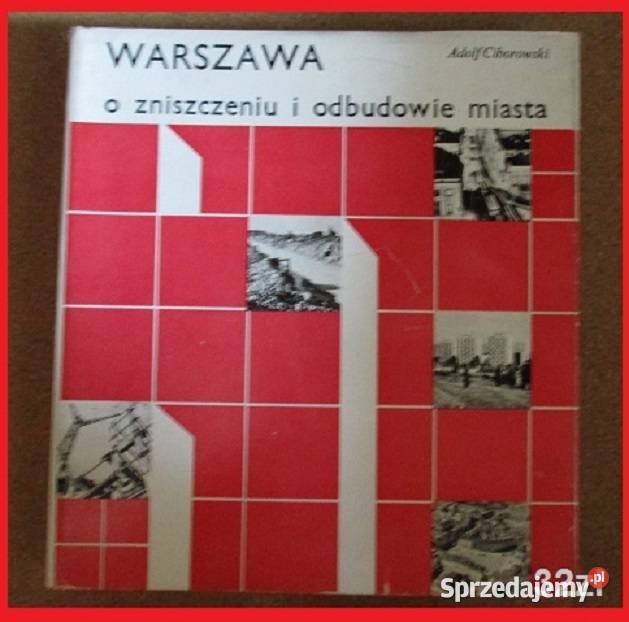 WARSZAWA
Adolf Ciborowski
o zniszczeniu i odbudowie miasta
Sprzedajemy.pl